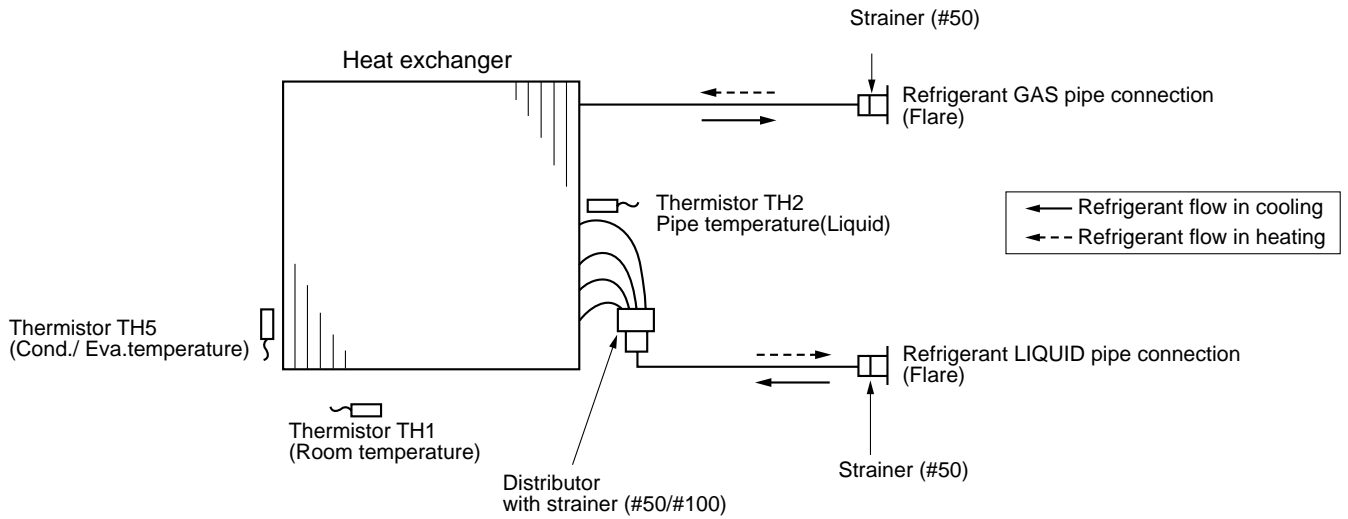 Strainer (#50)
Heat exchanger
Refrigerant GAS pipe connection
(Flare)
Thermistor TH2
Pipe temperature(Liquid)
Refrigerant flow in cooling
Refrigerant flow in heating
Thermistor TH5
(Cond./ Eva.temperature)
Refrigerant LIQUID pipe connection
(Flare)
Thermistor TH1
(Room temperature)
Distributor
with strainer (#50/#100)
Strainer (#50)